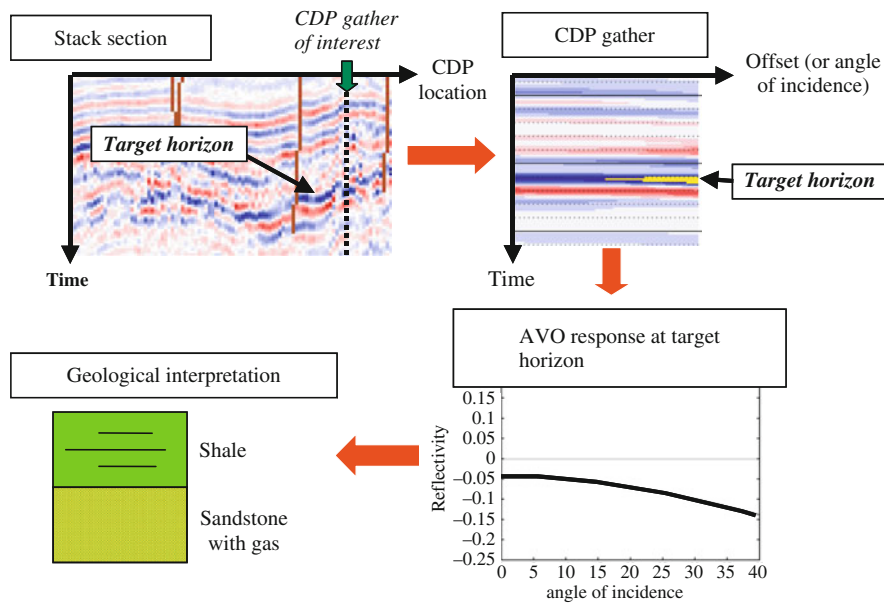 Stack section
CDP gather
of interest
CDP
location
Target horizon
Time
CDP gather
Offset (or angle
of incidence)
Target horizon
Time
AVO response at target
horizon
0.15
0.1
0.05
0
−0.05
−0.1
−0.15
−0.2
−0.25
Reflectivity
0 5 10 15 20 25 30 35 40
angle of incidence
Geological interpretation
Shale
Sandstone
with gas